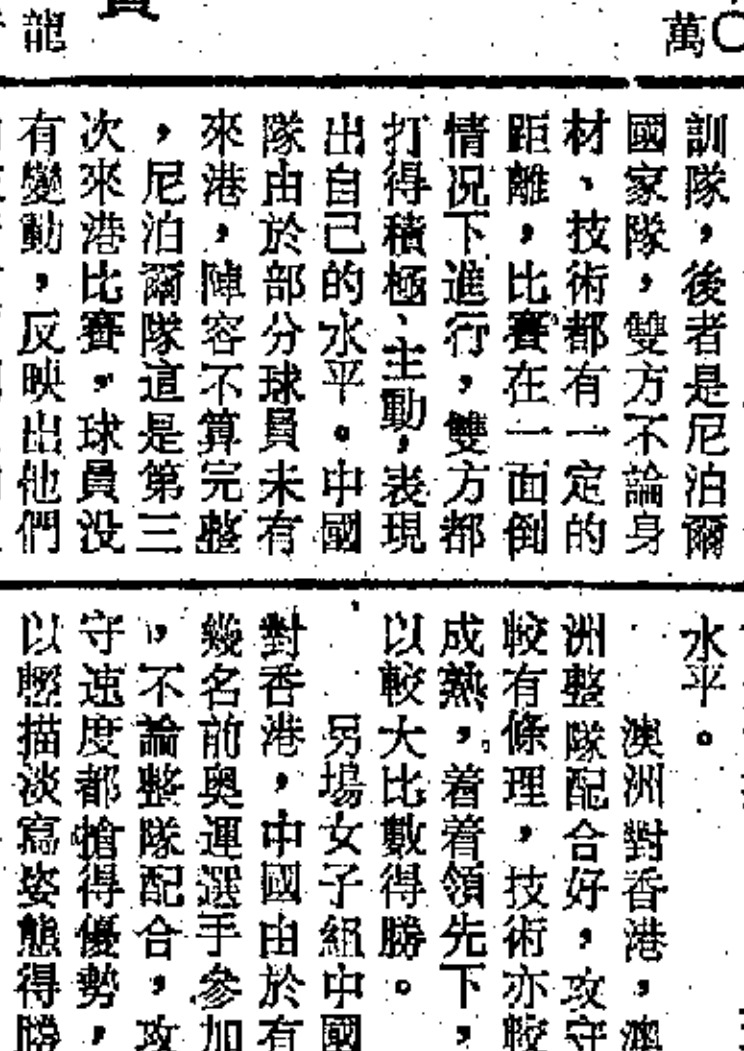 萬〇
龍
訓隊,後者是尼泊爾
國家隊,雙方不論身
材、技術都有一定的
距離,比賽在一面倒
情况下進行,雙方都
打得積極、主動,表現
出自己的水平。中國
隊由於部分球員未有
來港,陣容不算完整
,尼泊爾隊這是第三
次來港比賽。球員没
有變動,反映出他們
水平。
澳洲對香港,澳
洲整隊配合好,攻守
較有條理,技術亦較
成熟,着着領先下,
以較大比數得勝。
另場女子組中國
對香港,中國由於有
幾名前奧運選手參加
,不論整隊配合,攻
守速度都搶得優勢,
以輕描淡寫姿態得勝